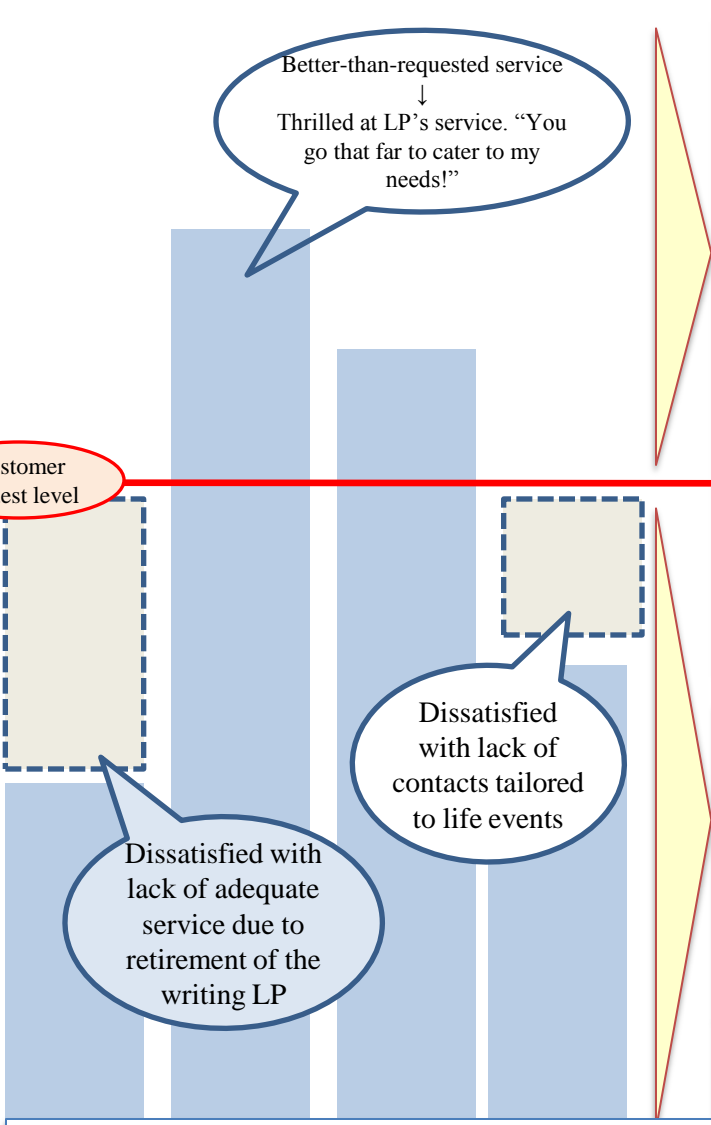 Better-than-requested service
↓
Thrilled at LP’s service. “You
go that far to cater to my
needs!”
stomer
est level
Dissatisfied
with lack of
contacts tailored
to life events
Dissatisfied with
lack of adequate
service due to
retirement of the
writing LP